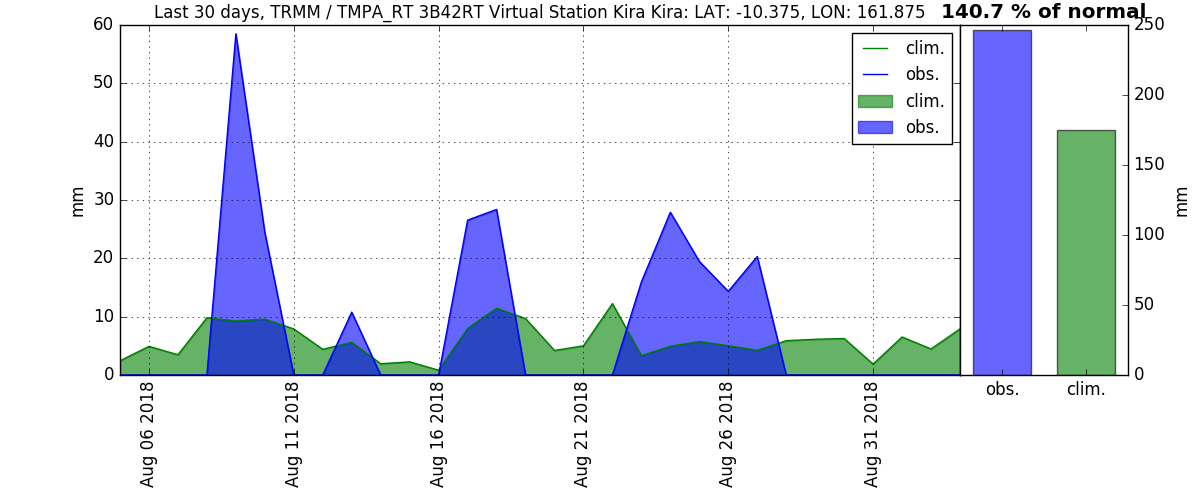 Last 30 days, TRMM / TMPA_RT 3B42RT Virtual Station Kira Kira: LAT: -10.375, LON: 161.875
140.7 % of normal
60
50
40
30
20
10
0
mm
clim.
obs.
clim.
obs.
Aug 06 2018
Aug 11 2018
Aug 16 2018
Aug 21 2018
Aug 26 2018
Aug 31 2018
250
200
150
100
50
0
mm
obs.
clim.